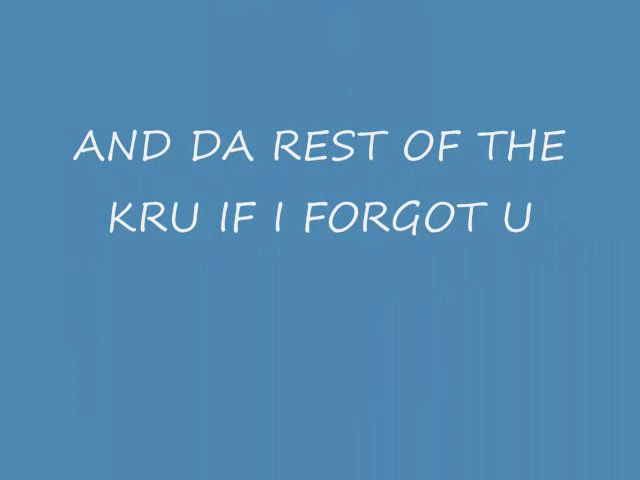 AND DA REST OF THE
KRU IF I FORGOT U